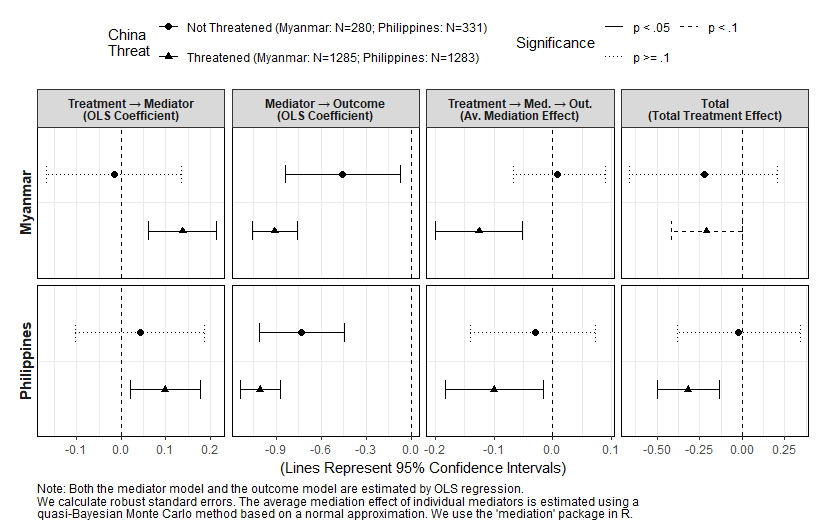 China
Threat
Not Threatened (Myanmar: N=280; Philippines: N=331)
Threatened (Myanmar: N=1285; Philippines: N=1283)
Significance
p < .05
p < .1
p >= .1
Treatment → Mediator
(OLS Coefficient)
Mediator → Outcome
(OLS Coefficient)
Treatment → Med. → Out.
(Av. Mediation Effect)
Total
(Total Treatment Effect)
Myanmar
Philippines
-0.1 0.0 0.1 0.2
-0.9 -0.6 -0.3 0.0
-0.2 -0.1 0.0 0.1
-0.50 -0.25 0.00 0.25
(Lines Represent 95% Confidence Intervals)
Note: Both the mediator model and the outcome model are estimated by OLS regression.
We calculate robust standard errors. The average mediation effect of individual mediators is estimated using a
quasi-Bayesian Monte Carlo method based on a normal approximation. We use the 'mediation' package in R.